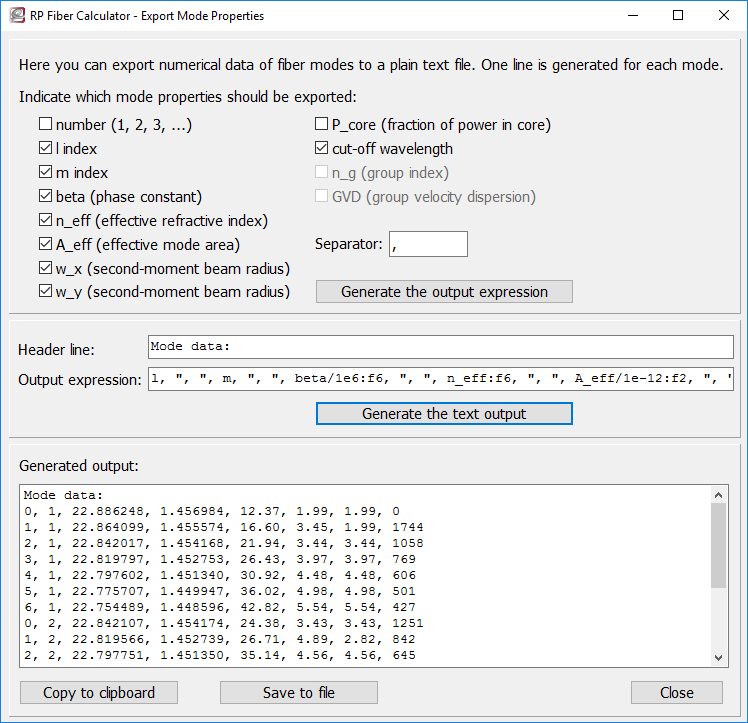 RP Fiber Calculator - Export Mode Properties
Here you can export numerical data of fiber modes to a plain text file. One line is generated for each mode.
Indicate which mode properties should be exported:
number (1, 2, 3, ...)
l index
m index
beta (phase constant)
n_eff (effective refractive index)
A_eff (effective mode area)
w_x (second-moment beam radius)
w_y (second-moment beam radius)
P_core (fraction of power in core)
cut-off wavelength
n_g (group index)
GVD (group velocity dispersion)
Separator: ,
Generate the output expression
Header line: Mode data:
Output expression: l, ", ", m, ", ", beta/1e6:f6, ", ", n_eff:f6, ", ", A_eff/1e-12:f2, ", "
Generate the text output
Generated output:
Mode data:
0, 1, 22.886248, 1.456984, 12.37, 1.99, 1.99, 0
1, 1, 22.864099, 1.455574, 16.60, 3.45, 1.99, 1744
2, 1, 22.842017, 1.454168, 21.94, 3.44, 3.44, 1058
3, 1, 22.819797, 1.452753, 26.43, 3.97, 3.97, 769
4, 1, 22.797602, 1.451340, 30.92, 4.48, 4.48, 606
5, 1, 22.775707, 1.449947, 36.02, 4.98, 4.98, 501
6, 1, 22.754489, 1.448596, 42.82, 5.54, 5.54, 427
0, 2, 22.842107, 1.454174, 24.38, 3.43, 3.43, 1251
1, 2, 22.819566, 1.452739, 26.71, 4.89, 2.82, 842
2, 2, 22.797751, 1.451350, 35.14, 4.56, 4.56, 645
Copy to clipboard
Save to file
Close